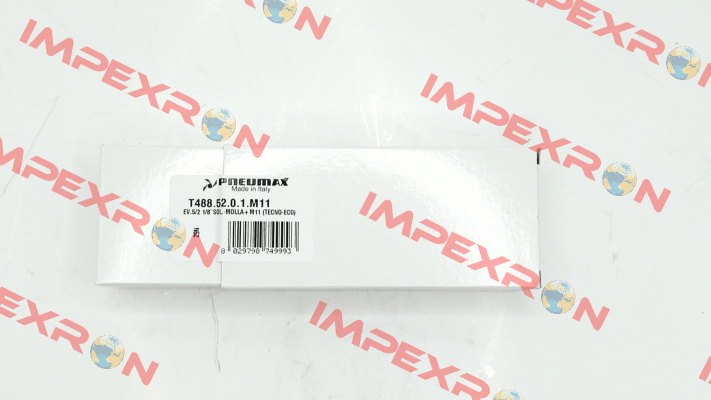 PNEUMAX
Made in Italy
T488.52.0.1.M11
EV.5/2 1/8" SOL-MOLLA+ M11 (TECNO-ECO)
8 029798 749993
IMPEXRON
IMPEXRON
IMPEXRON
IMPEXRON
IMPEXRON
IMPEXRON
IMPEXRON